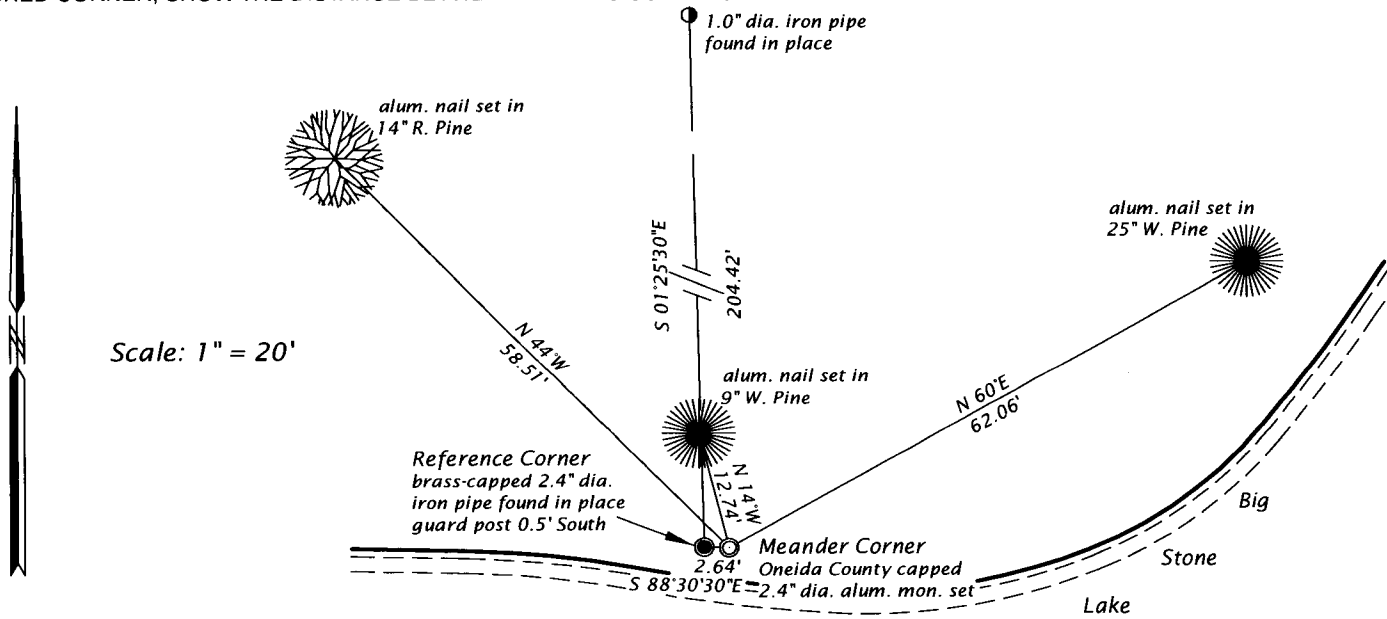 1.0" dia. iron pipe
found in place
alum. nail set in
14" R. Pine
alum. nail set in
25" W. Pine
S 01°25'30"E
204.42'
Scale: 1" = 20'
N 44°W
58.51'
alum. nail set in
9" W. Pine
N 60°E
62.06'
Reference Corner
brass-capped 2.4" dia.
iron pipe found in place
guard post 0.5' South
N 14°W
12.74'
Meander Corner
Oneida County capped
2.4" dia. alum. mon. set
2.64'
S 88°30'30"E
Big
Stone
Lake